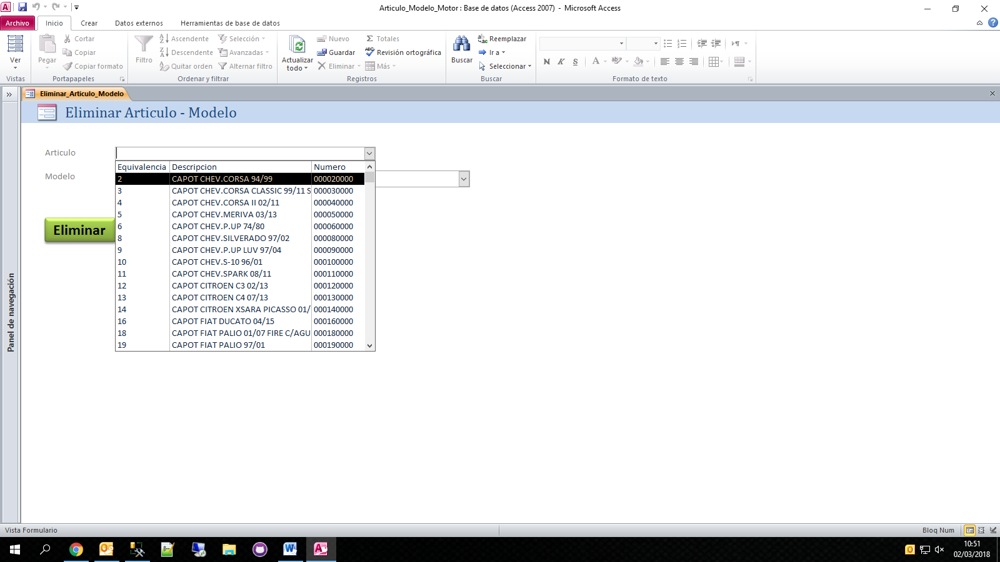 Articulo_Modelo_Motor : Base de datos (Access 2007) - Microsoft Access
Archivo Inicio Crear Datos externos Herramientas de base de datos
Ver
Vistas
Pegar
Cortar
Copiar
Copiar formato
Portapapeles
Filtro
Ascendente
Descendente
Quitar orden
Selección
Avanzadas
Alternar filtro
Ordenar y filtrar
Actualizar
todo
Nuevo
Guardar
Eliminar
Totales
Revisión ortográfica
Más
Registros
Buscar
Reemplazar
Ir a
Seleccionar
Buscar
N K S
Formato de texto
Eliminar_Articulo_Modelo
Eliminar Articulo - Modelo
Panel de navegación
Articulo
Modelo
Eliminar
Equivalencia Descripcion Numero
2 CAPOT CHEV.CORSA 94/99 000020000
3 CAPOT CHEV.CORSA CLASSIC 99/11 S 000030000
4 CAPOT CHEV.CORSA II 02/11 000040000
5 CAPOT CHEV.MERIVA 03/13 000050000
6 CAPOT CHEV.P.UP 74/80 000060000
8 CAPOT CHEV.SILVERADO 97/02 000080000
9 CAPOT CHEV.P.UP LUV 97/04 000090000
10 CAPOT CHEV.S-10 96/01 000100000
11 CAPOT CHEV.SPARK 08/11 000110000
12 CAPOT CITROEN C3 02/13 000120000
13 CAPOT CITROEN C4 07/13 000130000
14 CAPOT CITROEN XSARA PICASSO 01/ 000140000
16 CAPOT FIAT DUCATO 04/15 000160000
18 CAPOT FIAT PALIO 01/07 FIRE C/AGU 000180000
19 CAPOT FIAT PALIO 97/01 000190000
Vista Formulario
Bloq Num
10:51
02/03/2018